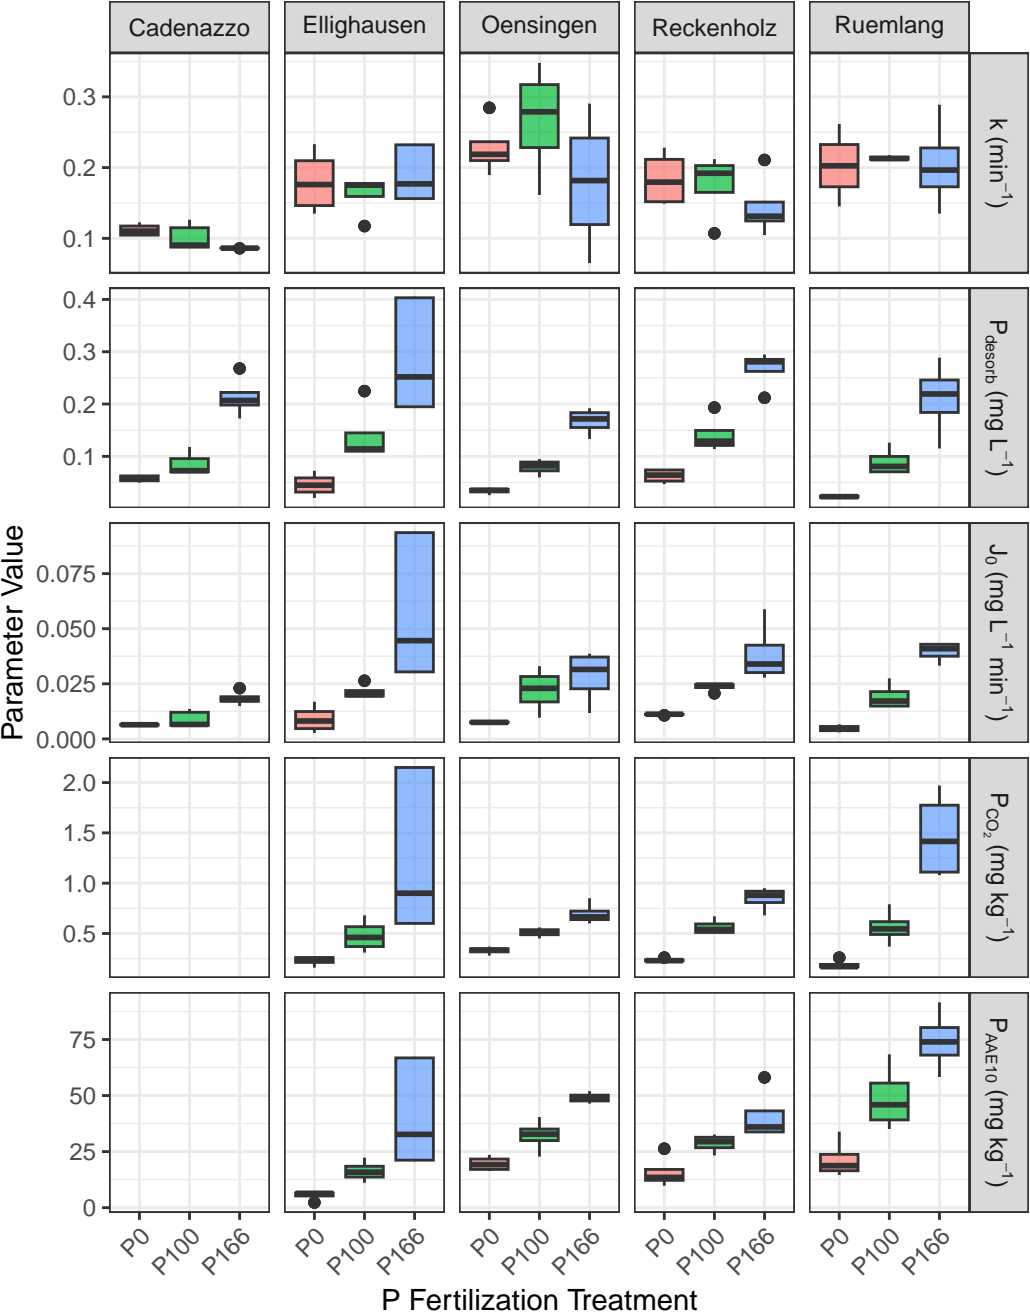 Cadenazzo Ellighausen Oensingen Reckenholz Ruemlang
0.3
0.2
0.1
k (min⁻¹)
0.4
0.3
0.2
0.1
P_desorb (mg L⁻¹)
0.075
0.050
0.025
0.000
J₀ (mg L⁻¹ min⁻¹)
2.0
1.5
1.0
0.5
P_CO₂ (mg kg⁻¹)
75
50
25
0
P_AAE10 (mg kg⁻¹)
Parameter Value
P0 P100 P166 P0 P100 P166 P0 P100 P166 P0 P100 P166 P0 P100 P166
P Fertilization Treatment